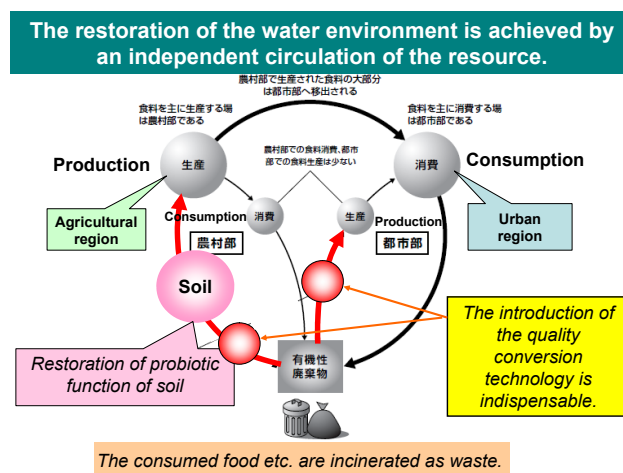 The restoration of the water environment is achieved by
an independent circulation of the resource.
農村部で生産された食料の大部分
は都市部へ移出される
食料を主に生産する場
は農村部である
食料を主に消費する場
は都市部である
農村部での食料消費、都市
部での食料生産は少ない
Production
生産
消費
Consumption
Agricultural
region
Consumption
消費
生産
Production
Urban
region
農村部
都市部
Soil
The introduction of
the quality
conversion
technology is
indispensable.
Restoration of probiotic
function of soil
有機性
廃棄物
The consumed food etc. are incinerated as waste.